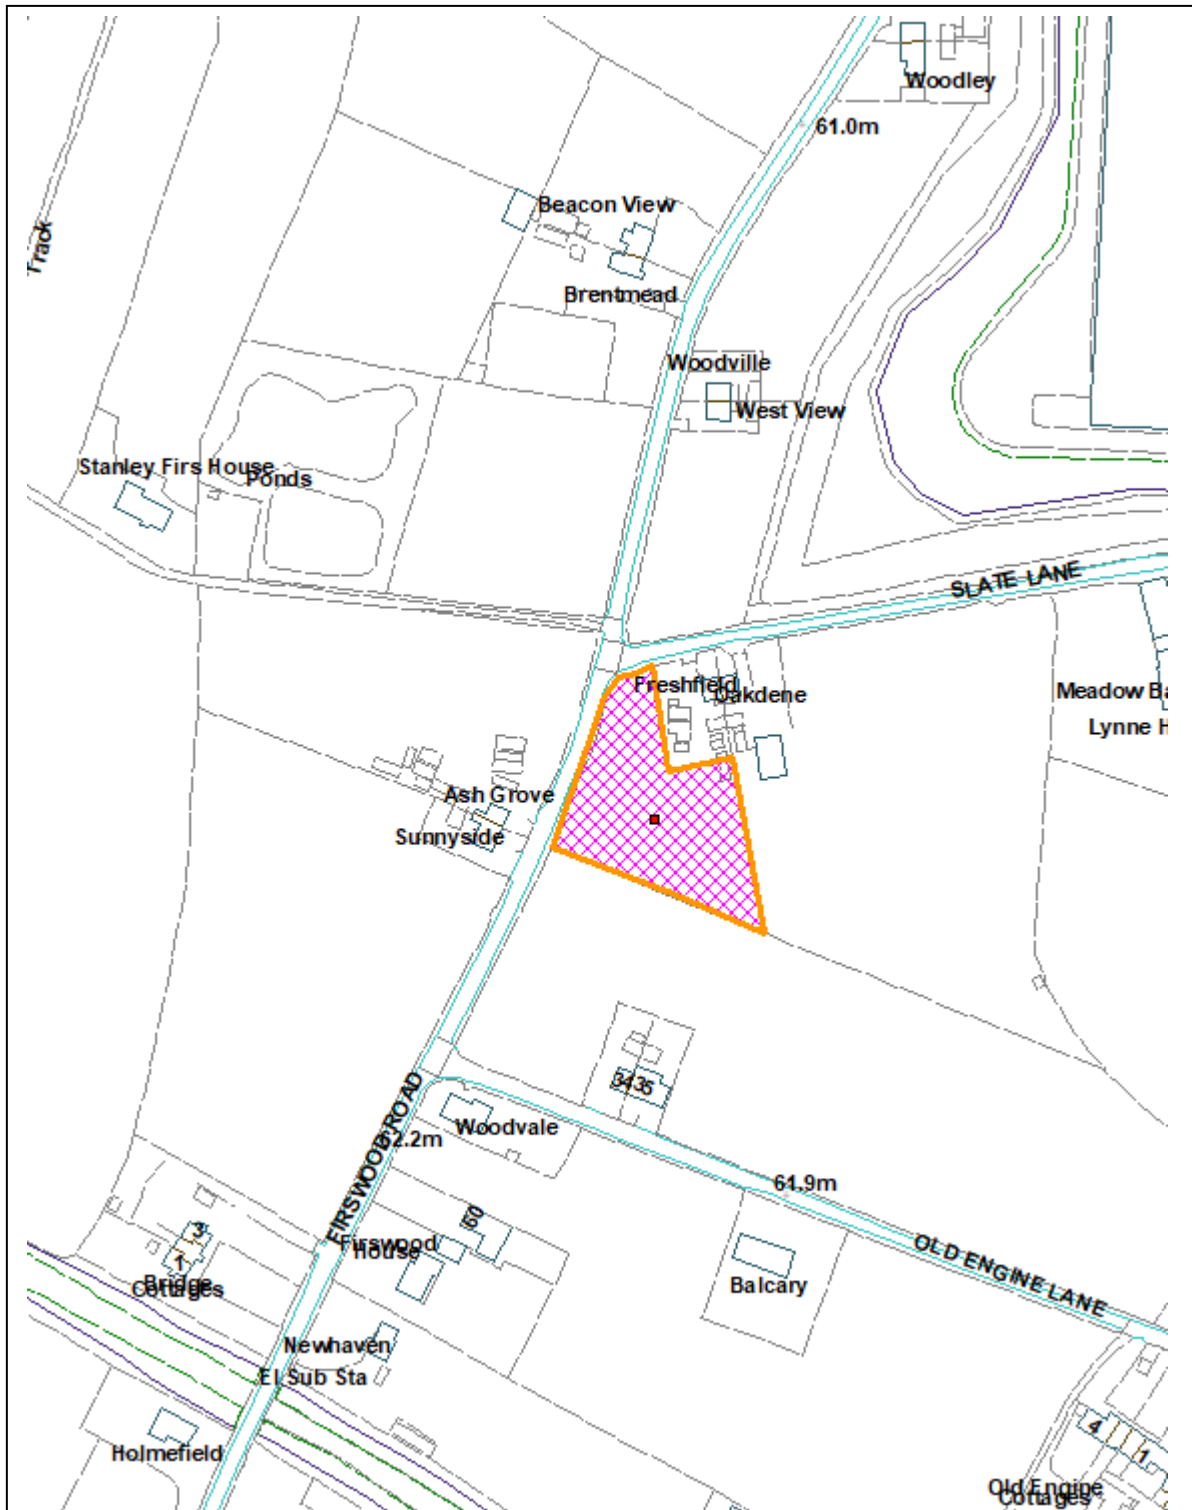 Woodley
61.0m
Beacon View
Track
Brentmead
Woodville
West View
Stanley Firs House
Ponds
SLATE LANE
Freshfield
Oakdene
Meadow Ba
Lynne H
Ash Grove
Sunnyside
3435
FIRSWOOD ROAD
Woodvale
62.2m
61.9m
60
3
1
Firswood
House
OLD ENGINE LANE
Bridge
Cottages
Balcary
Newhaven
El Sub Sta
Holmefield
4
1
Old Engine
Cottages